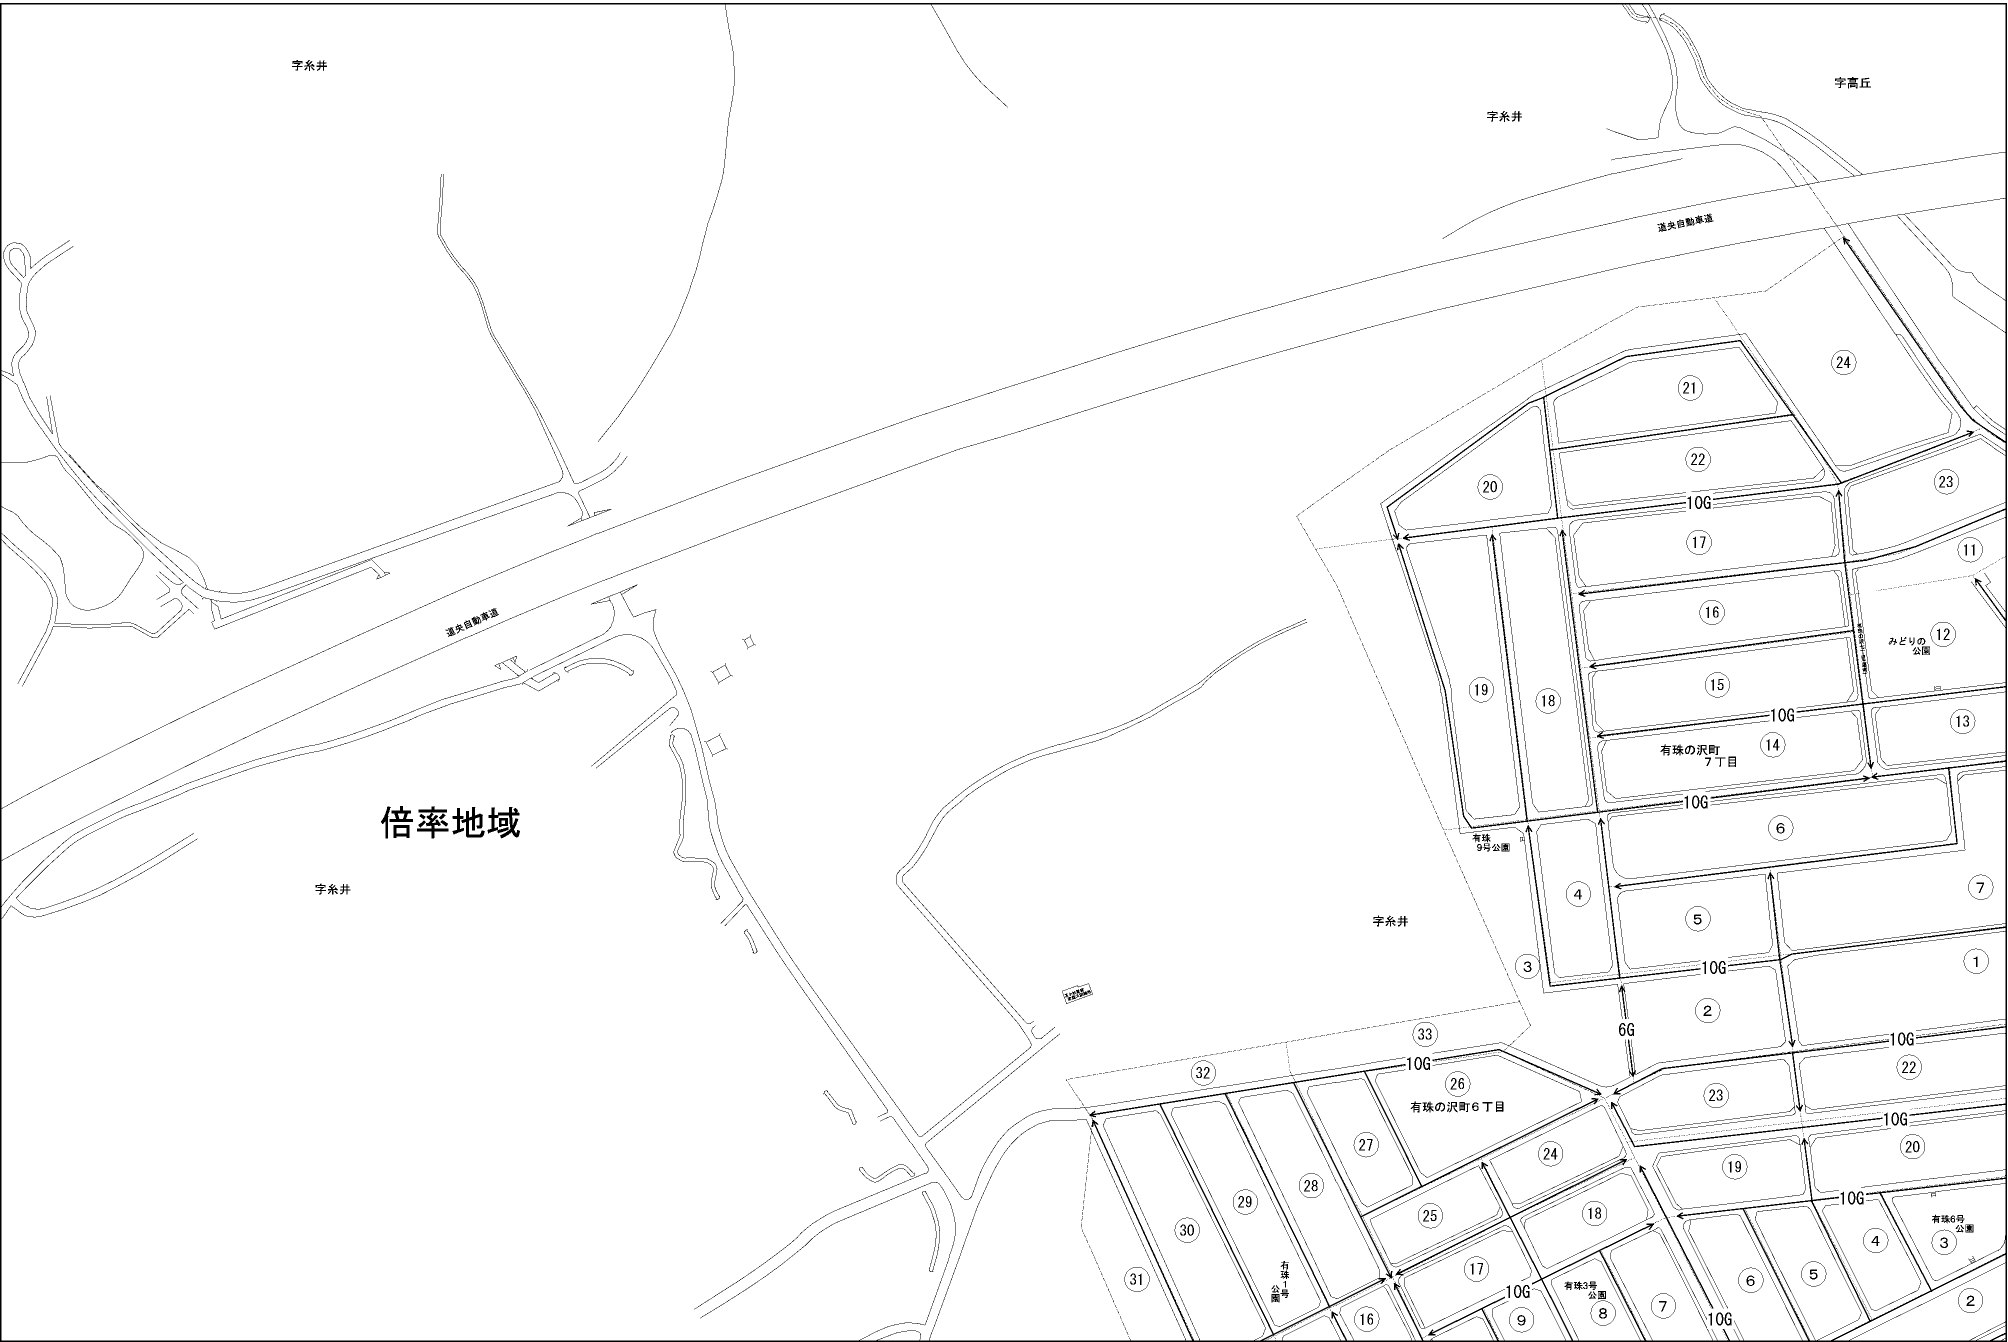 字糸井
字糸井
字高丘
道央自動車道
24
21
22
20
10G
23
17
11
16
12
みどりの
公園
19
18
15
10G
13
有珠の沢町
7丁目
14
10G
6
有珠
9号公園
4
7
5
道央自動車道
倍率地域
字糸井
字糸井
3
10G
1
2
6G
10G
33
10G
32
26
有珠の沢町6丁目
22
23
10G
27
24
19
20
28
29
25
18
10G
30
有珠6号
公園
4
3
31
有珠1号
公園
17
10G
有珠3号
公園
8
7
6
5
2
16
9
10G